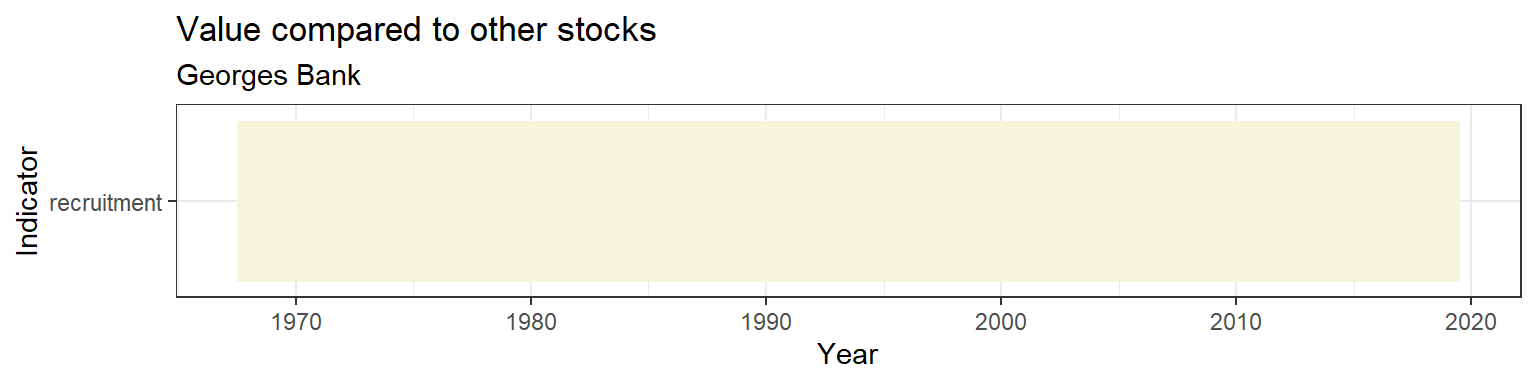 Value compared to other stocks
Georges Bank
Indicator
recruitment
1970 1980 1990 2000 2010 2020
Year